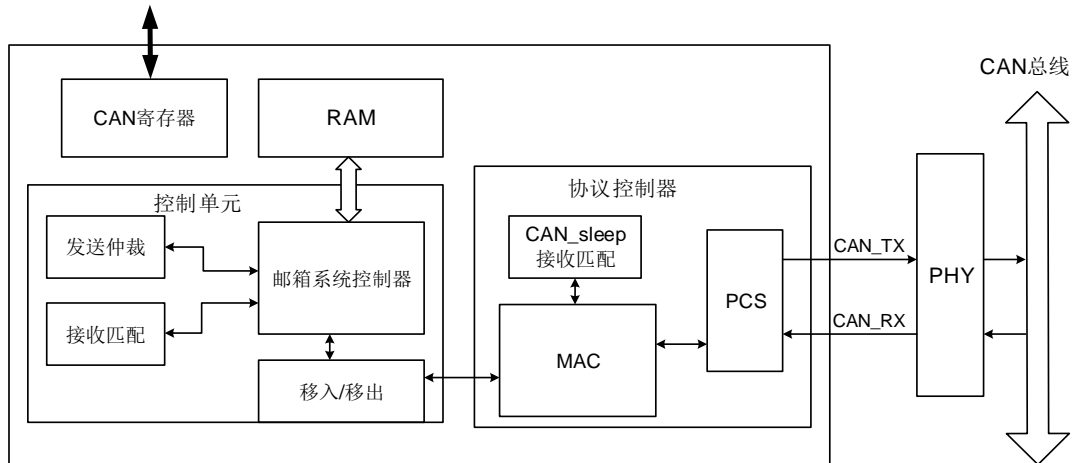 CAN总线
CAN寄存器
RAM
控制单元
发送仲裁
接收匹配
邮箱系统控制器
移入/移出
协议控制器
CAN_sleep
接收匹配
MAC
PCS
CAN_TX
CAN_RX
PHY